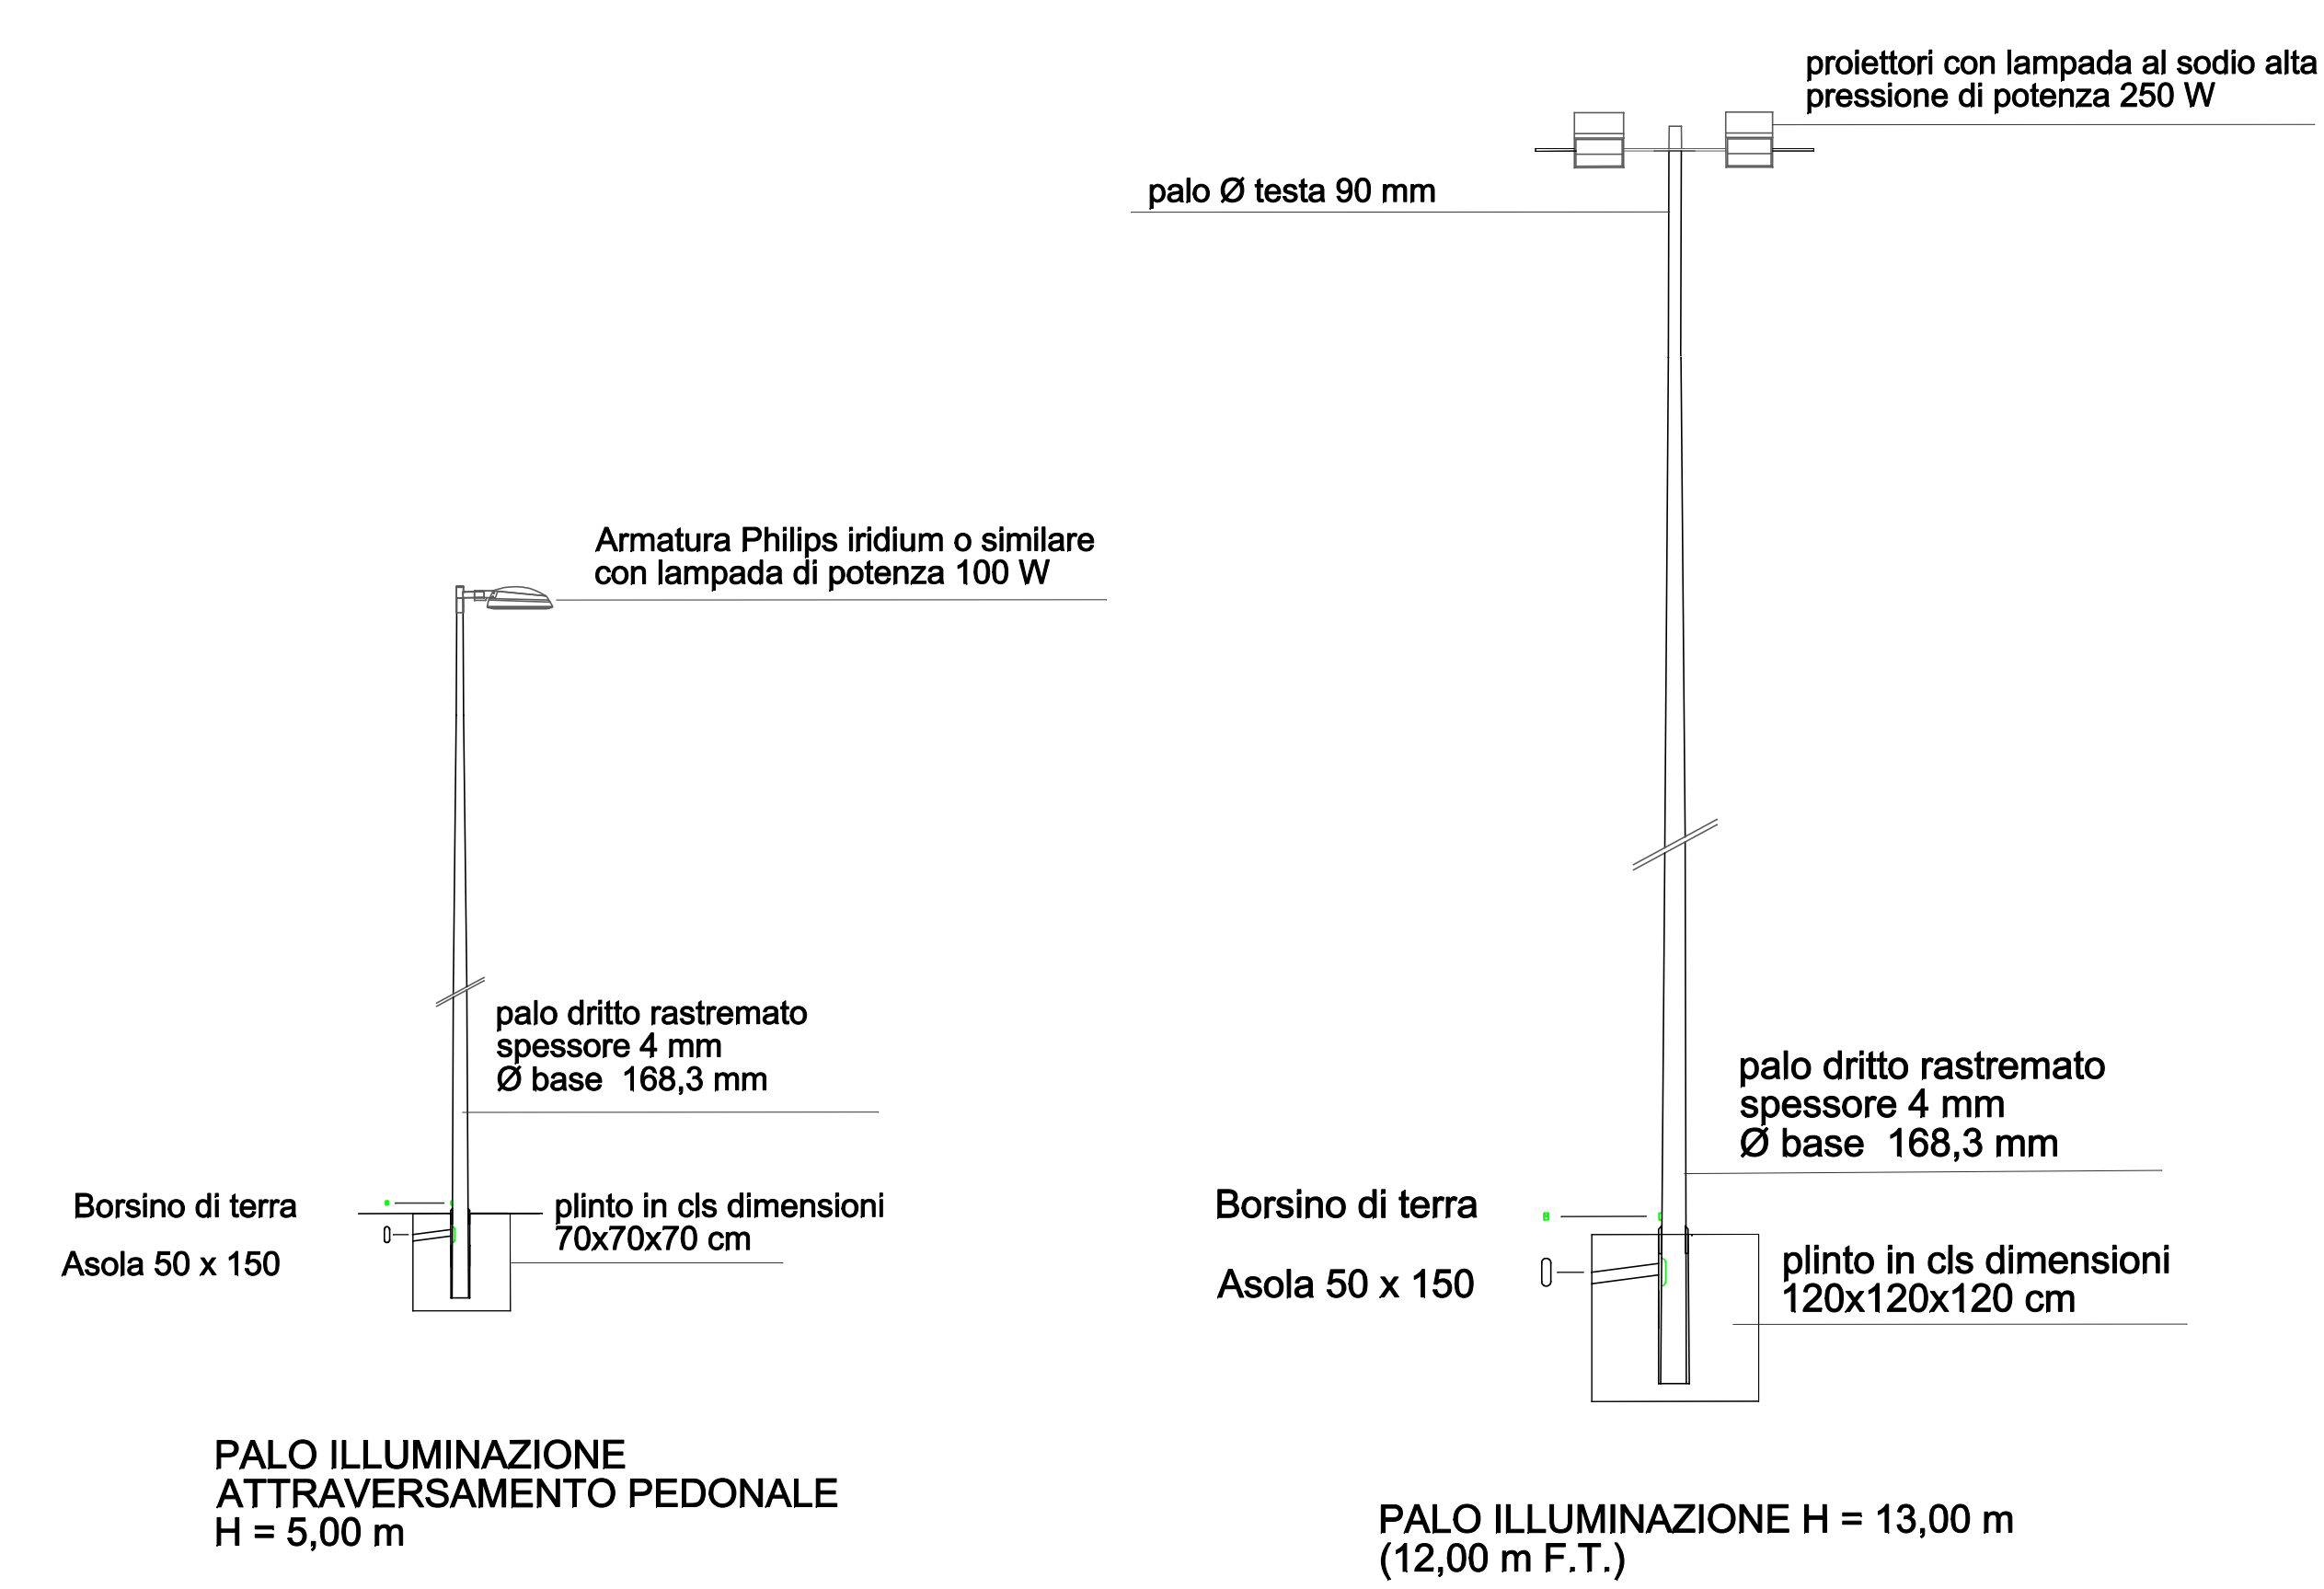 proiettori con lampada al sodio alta
pressione di potenza 250 W
palo Ø testa 90 mm
Armatura Philips iridium o similare
con lampada di potenza 100 W
palo dritto rastremato
spessore 4 mm
Ø base 168,3 mm
Borsino di terra
Asola 50 x 150
plinto in cls dimensioni
70x70x70 cm
PALO ILLUMINAZIONE
ATTRAVERSAMENTO PEDONALE
H = 5,00 m
palo dritto rastremato
spessore 4 mm
Ø base 168,3 mm
Borsino di terra
Asola 50 x 150
plinto in cls dimensioni
120x120x120 cm
PALO ILLUMINAZIONE H = 13,00 m
(12,00 m F.T.)